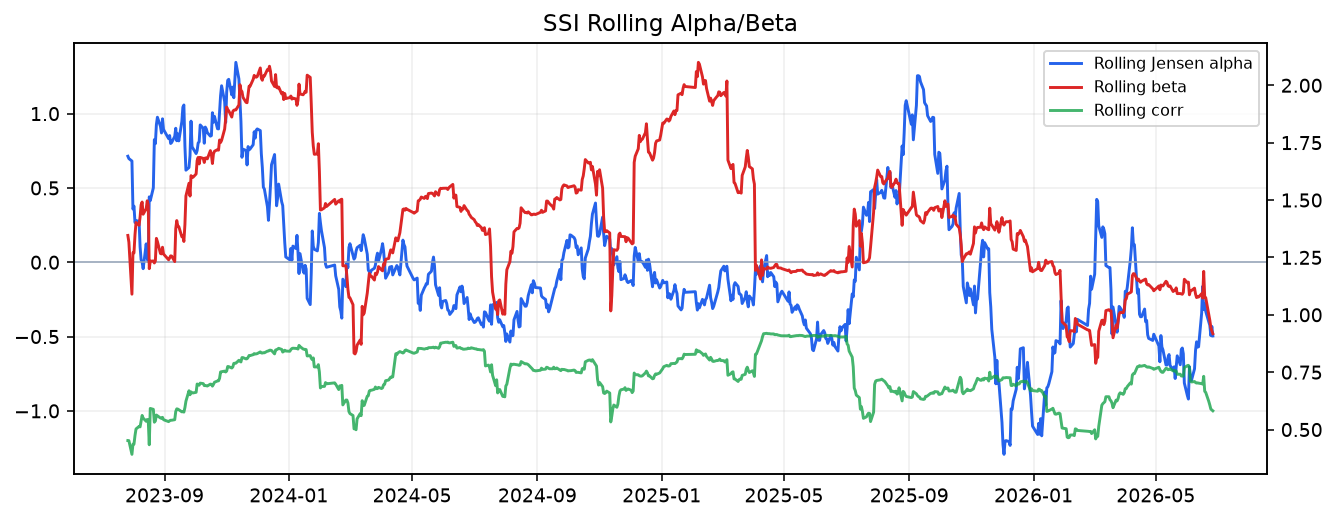 SSI Rolling Alpha/Beta
Rolling Jensen alpha
Rolling beta
Rolling corr
1.0
0.5
0.0
−0.5
−1.0
2.00
1.75
1.50
1.25
1.00
0.75
0.50
2023-09 2024-01 2024-05 2024-09 2025-01 2025-05 2025-09 2026-01 2026-05